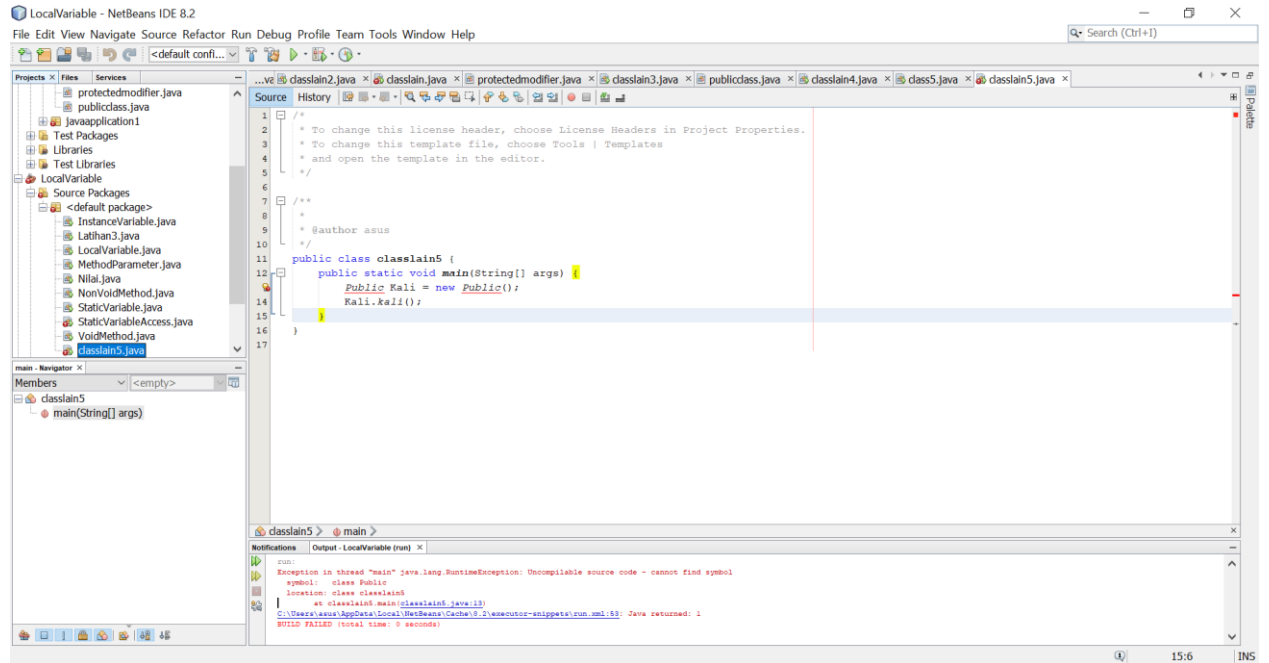 LocalVariable - NetBeans IDE 8.2
File Edit View Navigate Source Refactor Run Debug Profile Team Tools Window Help
Search (Ctrl+I)
<default confi...
Projects × Files Services
protectedmodifier.java
publicclass.java
javaapplication1
Test Packages
Libraries
Test Libraries
LocalVariable
Source Packages
<default package>
InstanceVariable.java
Latihan3.java
LocalVariable.java
MethodParameter.java
Nilai.java
NonVoidMethod.java
StaticVariable.java
StaticVariableAccess.java
VoidMethod.java
classlain5.java
main - Navigator ×
Members <empty>
classlain5
main(String[] args)
...va classlain2.java × classlain.java × protectedmodifier.java × classlain3.java × publicclass.java × classlain4.java × class5.java × classlain5.java ×
Source History
Palette
1 /*
2 * To change this license header, choose License Headers in Project Properties.
3 * To change this template file, choose Tools | Templates
4 * and open the template in the editor.
5 */
6
7 /**
8 *
9 * @author asus
10 */
11 public class classlain5 {
12 public static void main(String[] args) {
Public Kali = new Public();
14 Kali.kali();
15 }
16 }
17
classlain5 > main >
Notifications Output - LocalVariable (run) ×
run:
Exception in thread "main" java.lang.RuntimeException: Uncompilable source code - cannot find symbol
symbol: class Public
location: class classlain5
at classlain5.main(classlain5.java:13)
C:\Users\asus\AppData\Local\NetBeans\Cache\8.2\executor-snippets\run.xml:53: Java returned: 1
BUILD FAILED (total time: 0 seconds)
15:6 INS